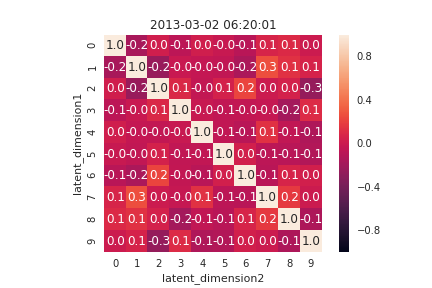 2013-03-02 06:20:01
latent_dimension1
0 1.0 -0.2 0.0 -0.1 0.0 -0.0 -0.1 0.1 0.1 0.0
1 -0.2 1.0 -0.2 -0.0 -0.0 -0.0 -0.2 0.3 0.1 0.1
2 0.0 -0.2 1.0 0.1 -0.0 0.1 0.2 0.0 0.0 -0.3
3 -0.1 -0.0 0.1 1.0 -0.0 -0.1 -0.0 -0.0 -0.2 0.1
4 0.0 -0.0 -0.0 -0.0 1.0 -0.1 -0.1 0.1 -0.1 -0.1
5 -0.0 -0.0 0.1 -0.1 -0.1 1.0 0.0 -0.1 -0.1 -0.1
6 -0.1 -0.2 0.2 -0.0 -0.1 0.0 1.0 -0.1 0.1 0.0
7 0.1 0.3 0.0 -0.0 0.1 -0.1 -0.1 1.0 0.2 0.0
8 0.1 0.1 0.0 -0.2 -0.1 -0.1 0.1 0.2 1.0 -0.1
9 0.0 0.1 -0.3 0.1 -0.1 -0.1 0.0 0.0 -0.1 1.0
0 1 2 3 4 5 6 7 8 9
latent_dimension2
0.8
0.4
0.0
-0.4
-0.8